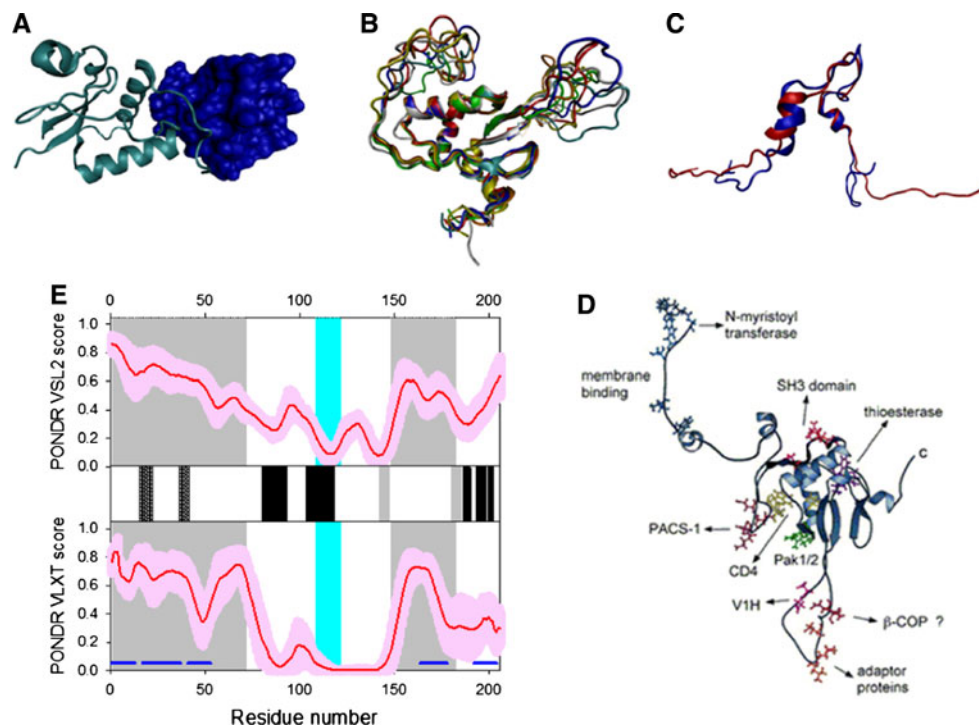 A
B
C
E
0 50 100 150 200
PONDR VSL2 score
1.0
0.8
0.6
0.4
0.2
0.0
PONDR VLXT score
1.0
0.8
0.6
0.4
0.2
0.0
0 50 100 150 200
Residue number
D
N-myristoyl
transferase
membrane
binding
SH3 domain
thioesterase
C
PACS-1
CD4
Pak1/2
V1H
β-COP ?
adaptor
proteins